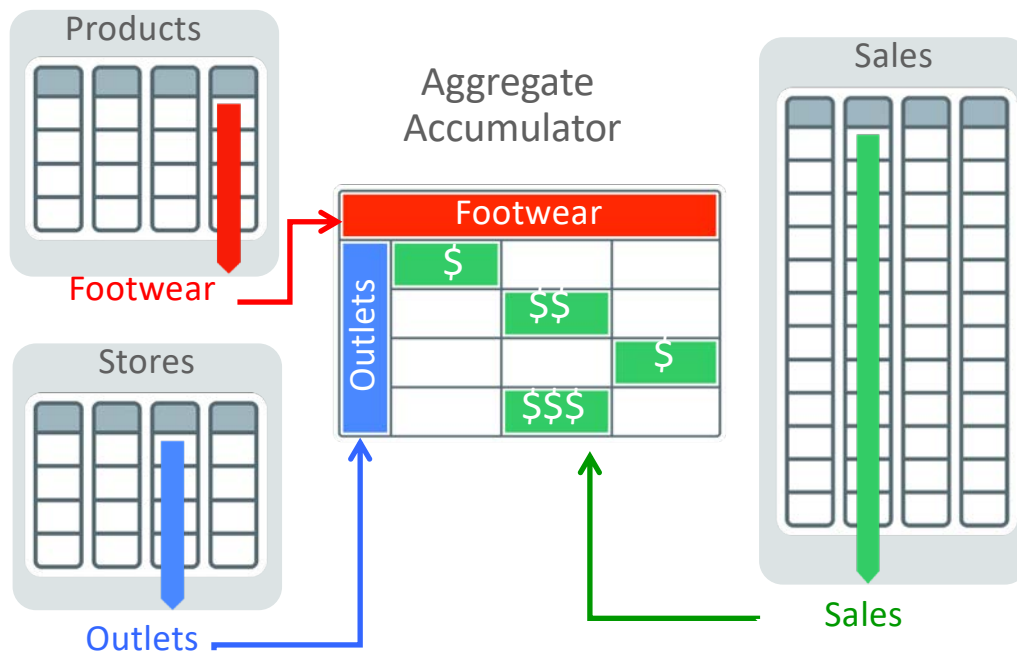 Products
Footwear
Stores
Outlets
Aggregate
Accumulator
Footwear
Outlets
$
$$
$
$$$
Sales
Sales